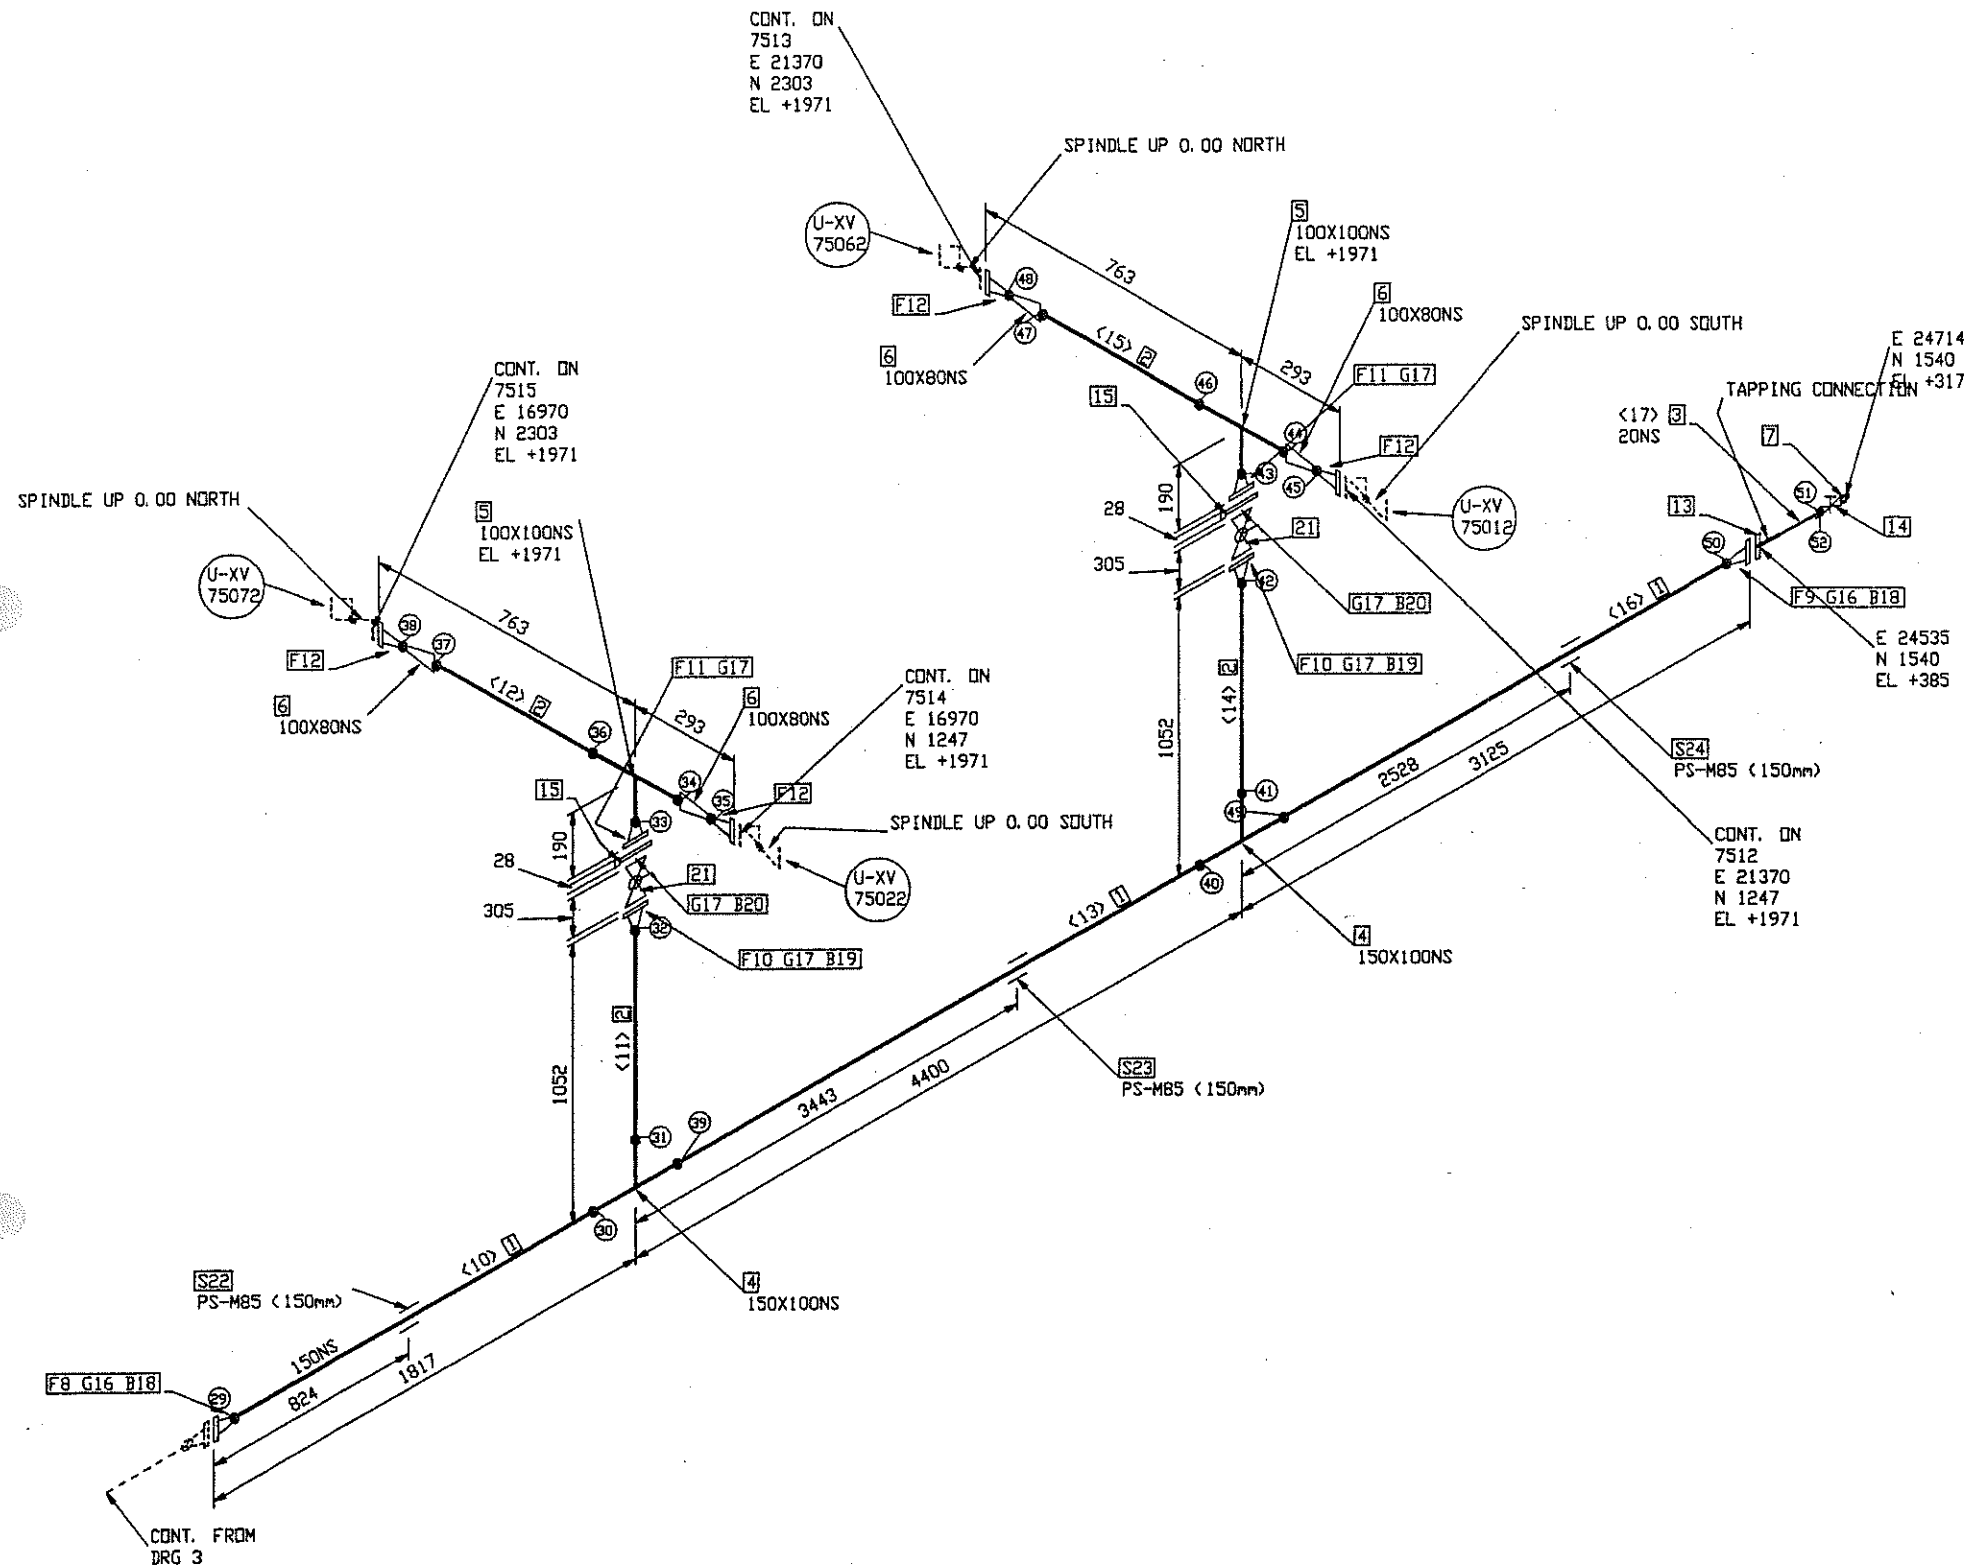 CONT. ON
7513
E 21370
N 2303
EL +1971
SPINDLE UP 0.00 NORTH
U-XV
75062
5
100X100NS
EL +1971
763
48
F12
47
6
100X80NS
6
100X80NS
SPINDLE UP 0.00 SOUTH
<15> 2
293
46
F11 G17
15
44
F12
43
45
190
28
21
305
42
G17 B20
F10 G17 B19
U-XV
75012
E 24714
N 1540
EL +317
TAPPING CONNECTION
<17> 3
20NS
7
51
52
14
13
50
F9 G16 B18
E 24535
N 1540
EL +385
<16> 1
CONT. ON
7515
E 16970
N 2303
EL +1971
SPINDLE UP 0.00 NORTH
5
100X100NS
EL +1971
U-XV
75072
763
38
37
F12
6
100X80NS
<12> 2
36
F11 G17
6
100X80NS
293
CONT. ON
7514
E 16970
N 1247
EL +1971
15
34
35
F12
33
SPINDLE UP 0.00 SOUTH
190
28
21
G17 B20
U-XV
75022
305
32
F10 G17 B19
<14> 2
1052
41
49
40
2528
3125
S24
PS-M85 (150mm)
CONT. ON
7512
E 21370
N 1247
EL +1971
<13> 1
4
150X100NS
<11> 2
1052
S23
PS-M85 (150mm)
3443
4400
31
39
30
<10> 1
4
150X100NS
S22
PS-M85 (150mm)
150NS
824
1817
F8 G16 B18
29
CONT. FROM
DRG 3